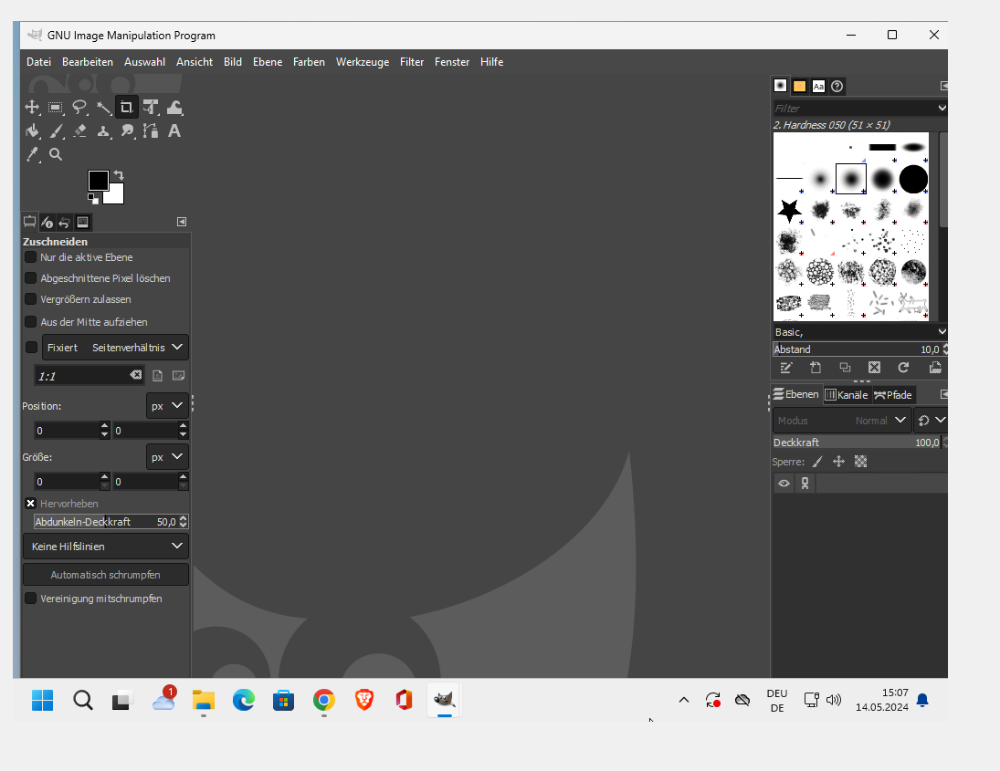 GNU Image Manipulation Program
Datei Bearbeiten Auswahl Ansicht Bild Ebene Farben Werkzeuge Filter Fenster Hilfe
A
Zuschneiden
Nur die aktive Ebene
Abgeschnittene Pixel löschen
Vergrößern zulassen
Aus der Mitte aufziehen
Fixiert Seitenverhältnis
1:1
Position: px
0 0
Größe: px
0 0
Hervorheben
Abdunkeln-Deckkraft 50,0
Keine Hilfslinien
Automatisch schrumpfen
Vereinigung mitschrumpfen
Aa
Filter
2. Hardness 050 (51 × 51)
Basic,
Abstand 10,0
Ebenen Kanäle Pfade
Modus Normal
Deckkraft 100,0
Sperre:
1
DEU
DE
15:07
14.05.2024